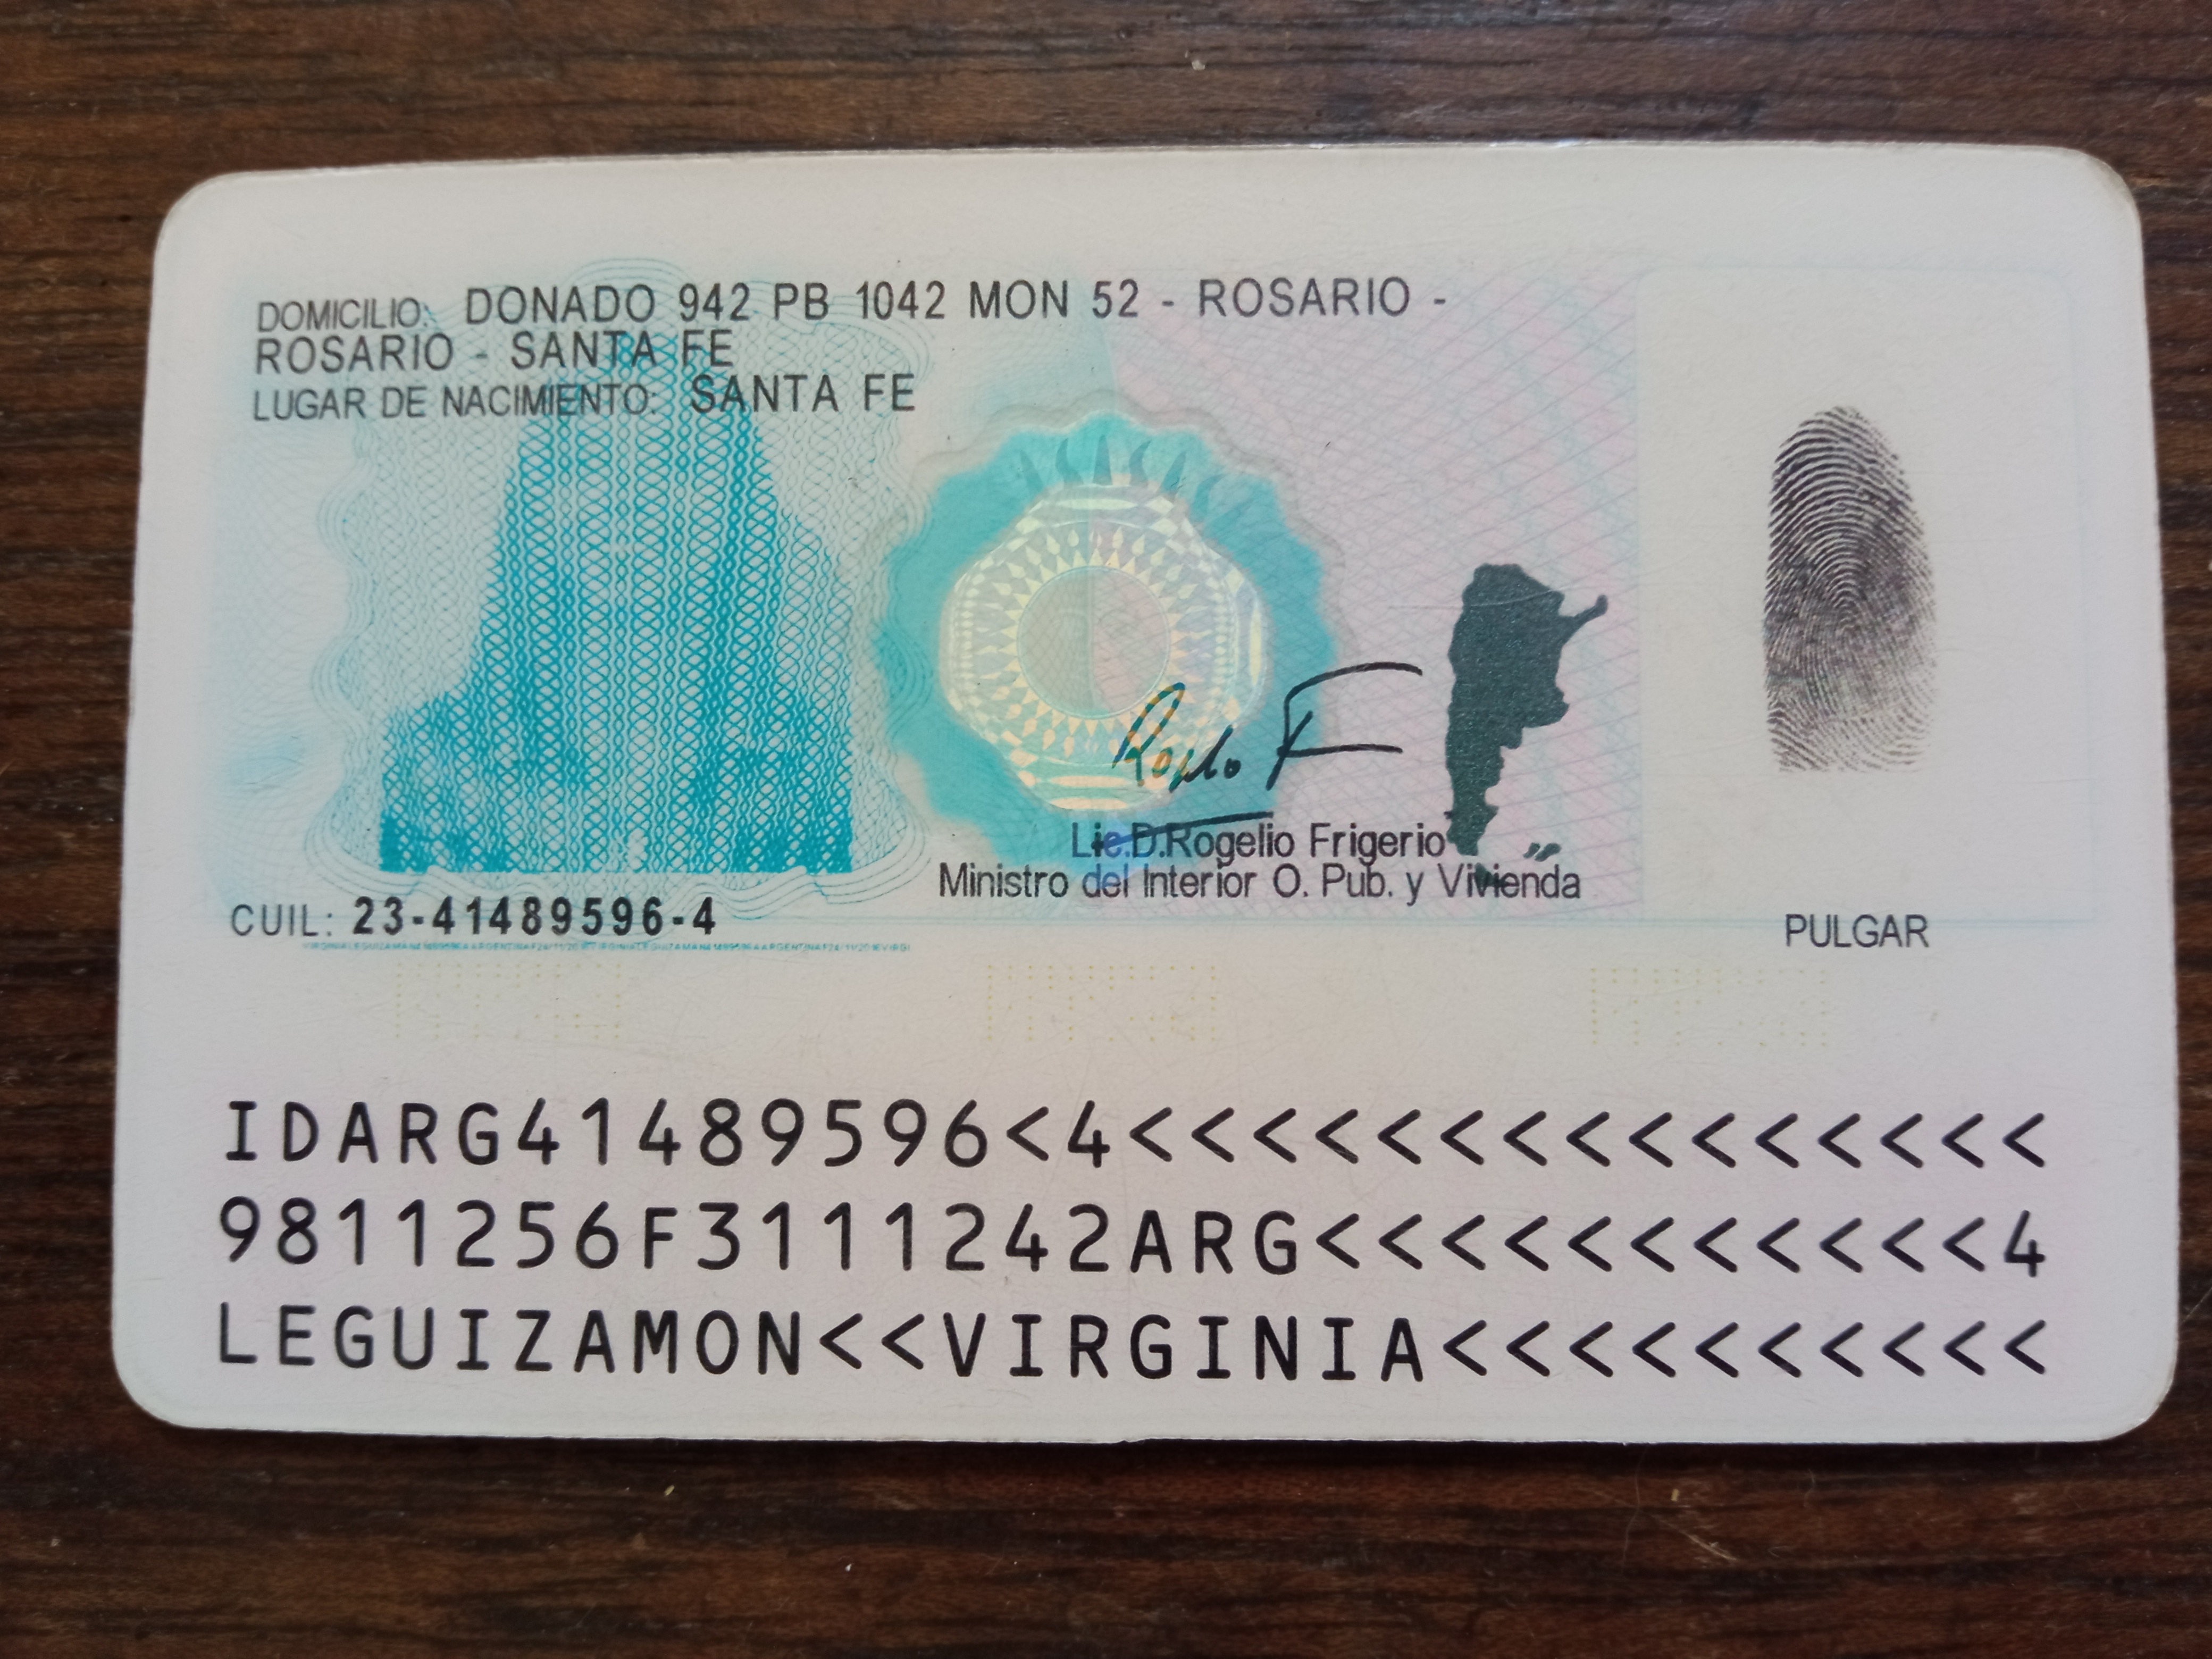 DOMICILIO: DONADO 942 PB 1042 MON 52 - ROSARIO -
ROSARIO - SANTA FE
LUGAR DE NACIMIENTO: SANTA FE
Lic.D.Rogelio Frigerio
Ministro del Interior O. Pub. y Vivienda
CUIL: 23-41489596-4
PULGAR
IDARG41489596<4<<<<<<<<<<<<<<<
9811256F3111242ARG<<<<<<<<<<<4
LEGUIZAMON<<VIRGINIA<<<<<<<<<<